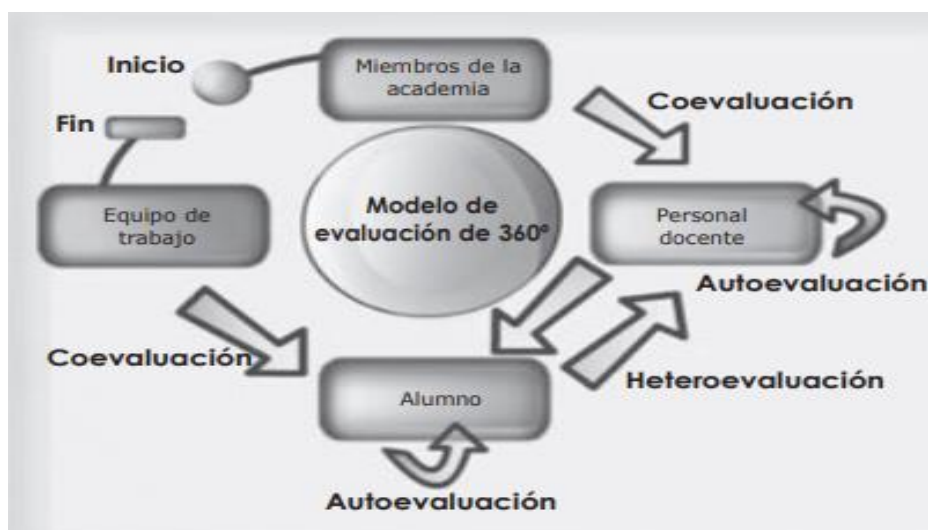 Inicio
Miembros de la
academia
Coevaluación
Fin
Equipo de
trabajo
Modelo de
evaluación de 360º
Personal
docente
Autoevaluación
Coevaluación
Alumno
Heteroevaluación
Autoevaluación